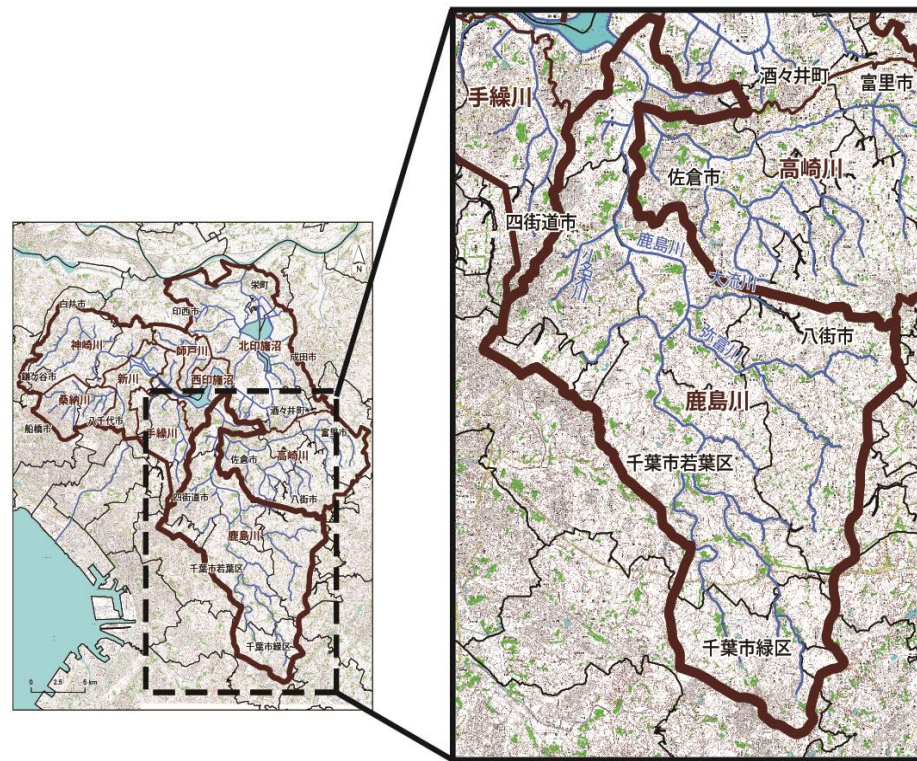 N
栄町
印西市
白井市
神崎川
師戸川
北印旛沼
新川
西印旛沼
成田市
鎌ケ谷市
桑納川
八千代市
船橋市
手繰川
酒々井町
富里市
佐倉市
高崎川
四街道市
八街市
鹿島川
千葉市若葉区
千葉市緑区
0 2.5 5 km
酒々井町
富里市
手繰川
高崎川
佐倉市
四街道市
鹿島川
小名木川
八街市
弥富川
鹿島川
千葉市若葉区
千葉市緑区